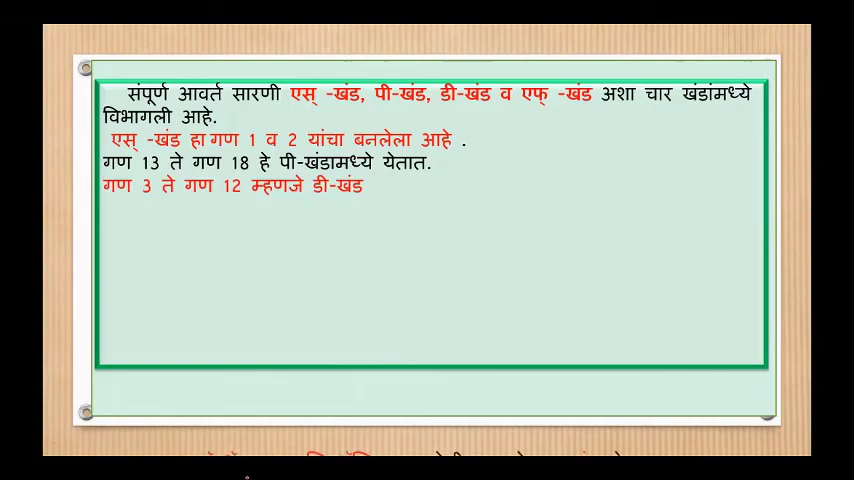 संपूर्ण आवर्त सारणी एस् -खंड, पी-खंड, डी-खंड व एफ् -खंड अशा चार खंडांमध्ये
विभागली आहे.
एस् -खंड हा गण 1 व 2 यांचा बनलेला आहे .
गण 13 ते गण 18 हे पी-खंडामध्ये येतात.
गण 3 ते गण 12 म्हणजे डी-खंड